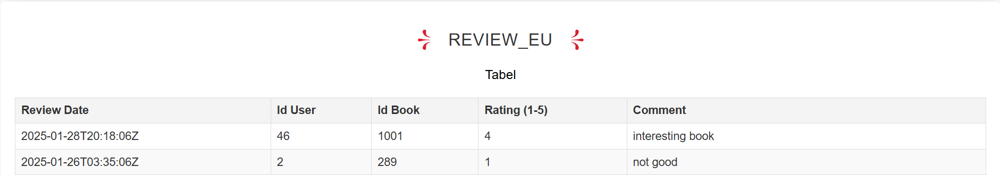 REVIEW_EU
Tabel
Review Date Id User Id Book Rating (1-5) Comment
2025-01-28T20:18:06Z 46 1001 4 interesting book
2025-01-26T03:35:06Z 2 289 1 not good